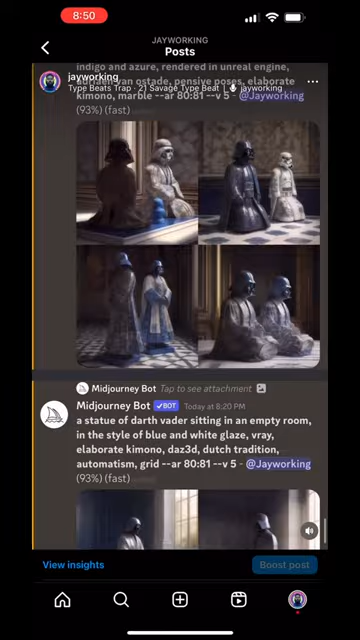 8:50
JAYWORKING
Posts
indigo and azure, rendered in unreal engine,
jayworking
adriaen van ostade, pensive poses, elaborate
Type Beats Trap · 21 Savage Type Beat | jayworking
kimono, marble --ar 80:81 --v 5 - @Jayworking
(93%) (fast)
Midjourney Bot Tap to see attachment
Midjourney Bot ✓BOT Today at 8:20 PM
a statue of darth vader sitting in an empty room,
in the style of blue and white glaze, vray,
elaborate kimono, daz3d, dutch tradition,
automatism, grid --ar 80:81 --v 5 - @Jayworking
(93%) (fast)
View insights
Boost post